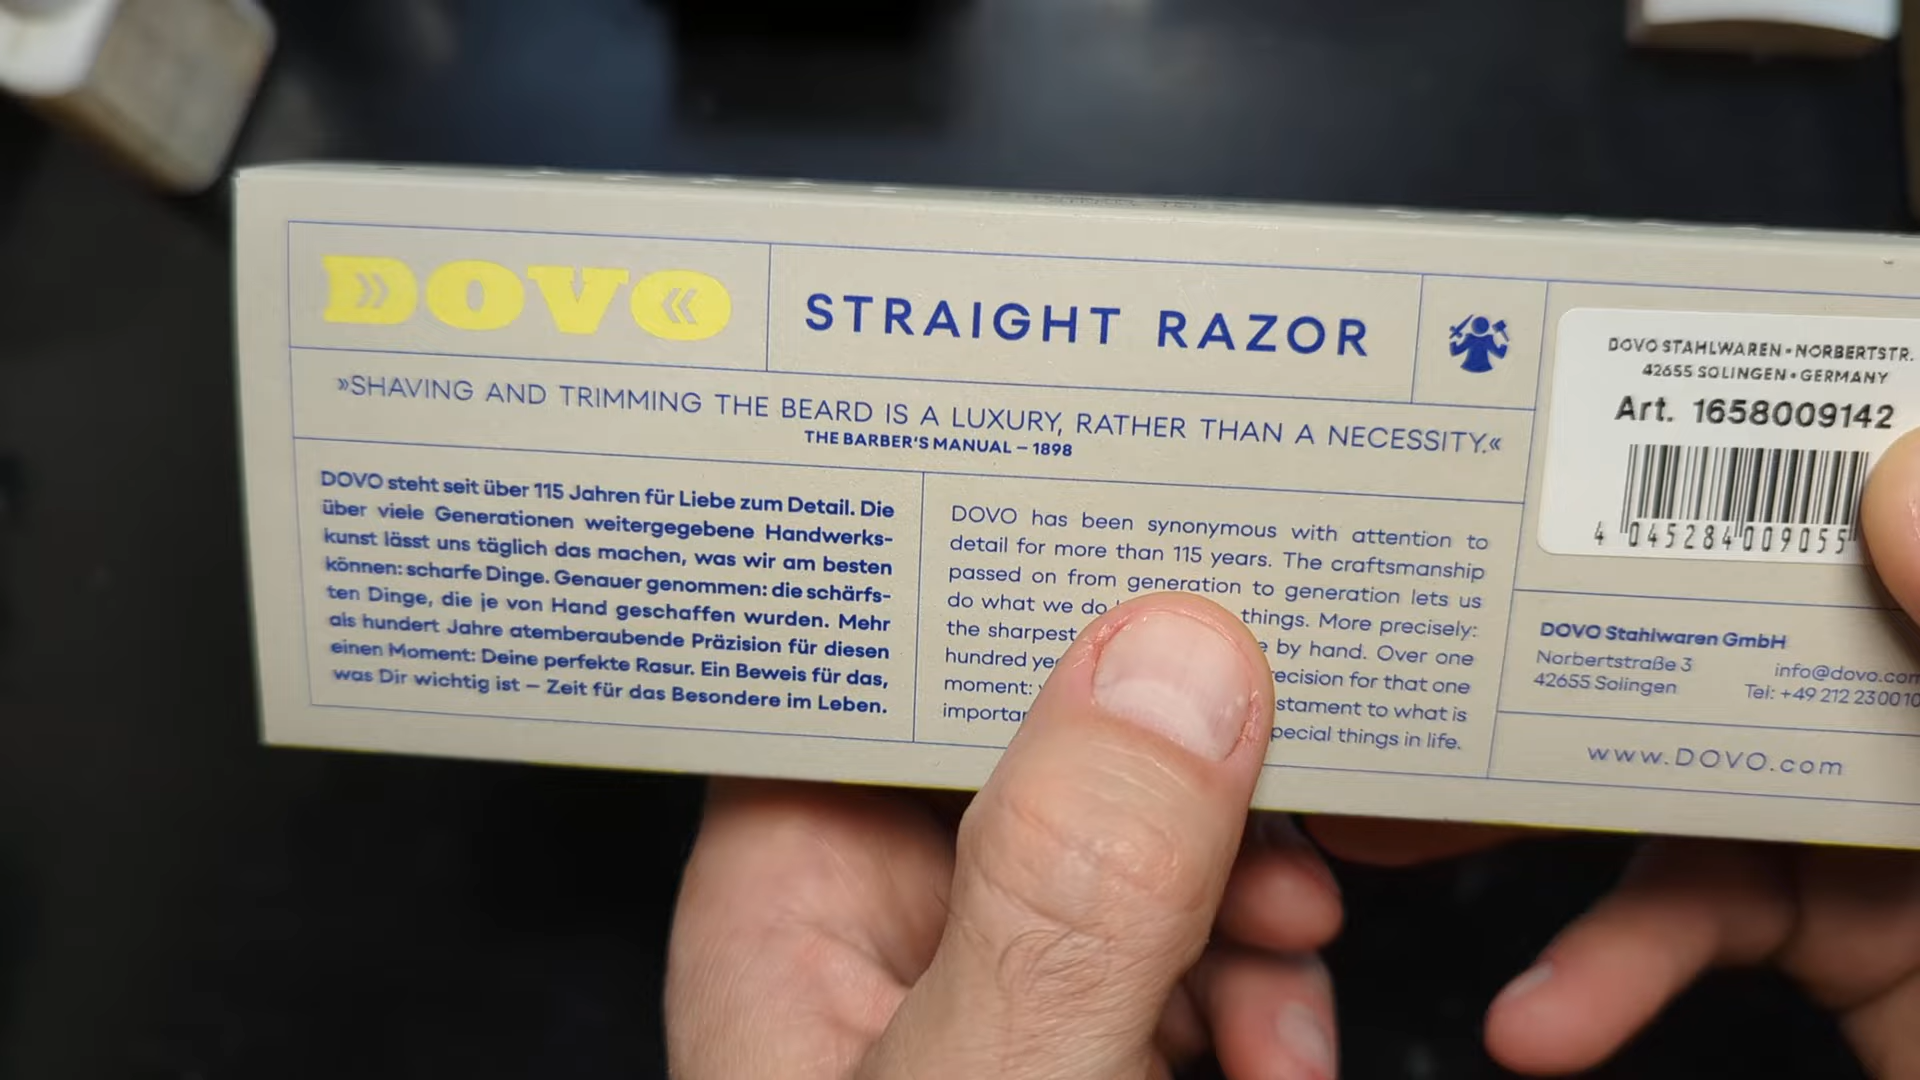 DOVO
STRAIGHT RAZOR
»SHAVING AND TRIMMING THE BEARD IS A LUXURY, RATHER THAN A NECESSITY.«
THE BARBER'S MANUAL – 1898
DOVO steht seit über 115 Jahren für Liebe zum Detail. Die
über viele Generationen weitergegebene Handwerks-
kunst lässt uns täglich das machen, was wir am besten
können: scharfe Dinge. Genauer genommen: die schärfs-
ten Dinge, die je von Hand geschaffen wurden. Mehr
als hundert Jahre atemberaubende Präzision für diesen
einen Moment: Deine perfekte Rasur. Ein Beweis für das,
was Dir wichtig ist – Zeit für das Besondere im Leben.
DOVO has been synonymous with attention to
detail for more than 115 years. The craftsmanship
passed on from generation to generation lets us
do what we do things. More precisely:
the sharpest by hand. Over one
hundred for that one
moment: to what is
things in life.
DOVO STAHLWAREN • NORBERTSTR.
42655 SOLINGEN • GERMANY
Art. 1658009142
4 045284 009055
DOVO Stahlwaren GmbH
Norbertstraße 3
42655 Solingen
info@dovo.com
Tel: +49 212 23 00 10
www.DOVO.com